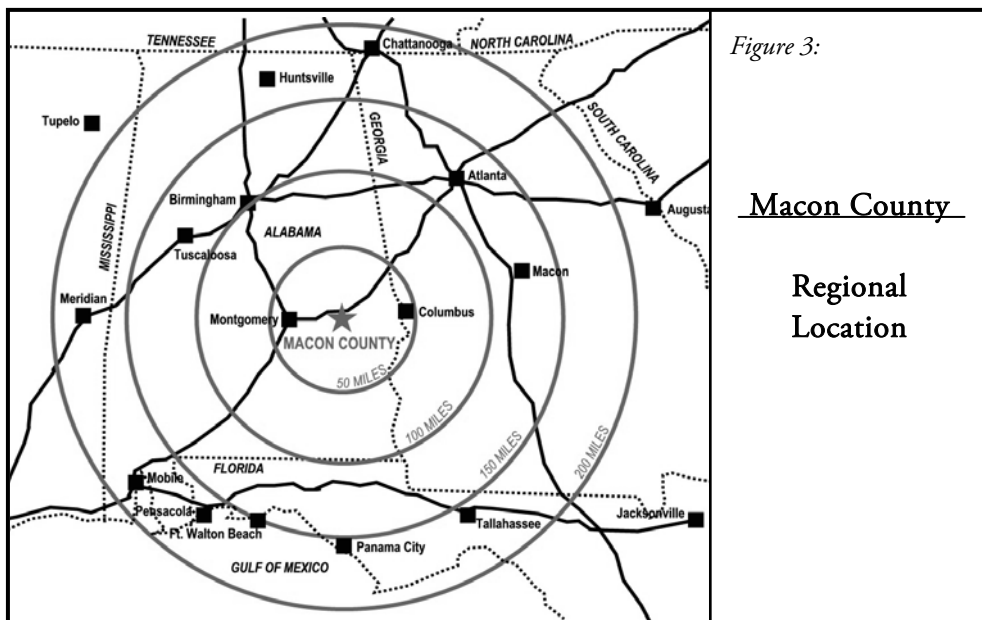 TENNESSEE
Chattanooga
NORTH CAROLINA
Huntsville
Tupelo
GEORGIA
SOUTH CAROLINA
Atlanta
Birmingham
Augusta
MISSISSIPPI
ALABAMA
Tuscaloosa
Macon
Meridian
Montgomery
Columbus
MACON COUNTY
50 MILES
100 MILES
150 MILES
200 MILES
FLORIDA
Mobile
Pensacola
Ft. Walton Beach
Tallahassee
Jacksonville
Panama City
GULF OF MEXICO
Figure 3:
Macon County
Regional
Location